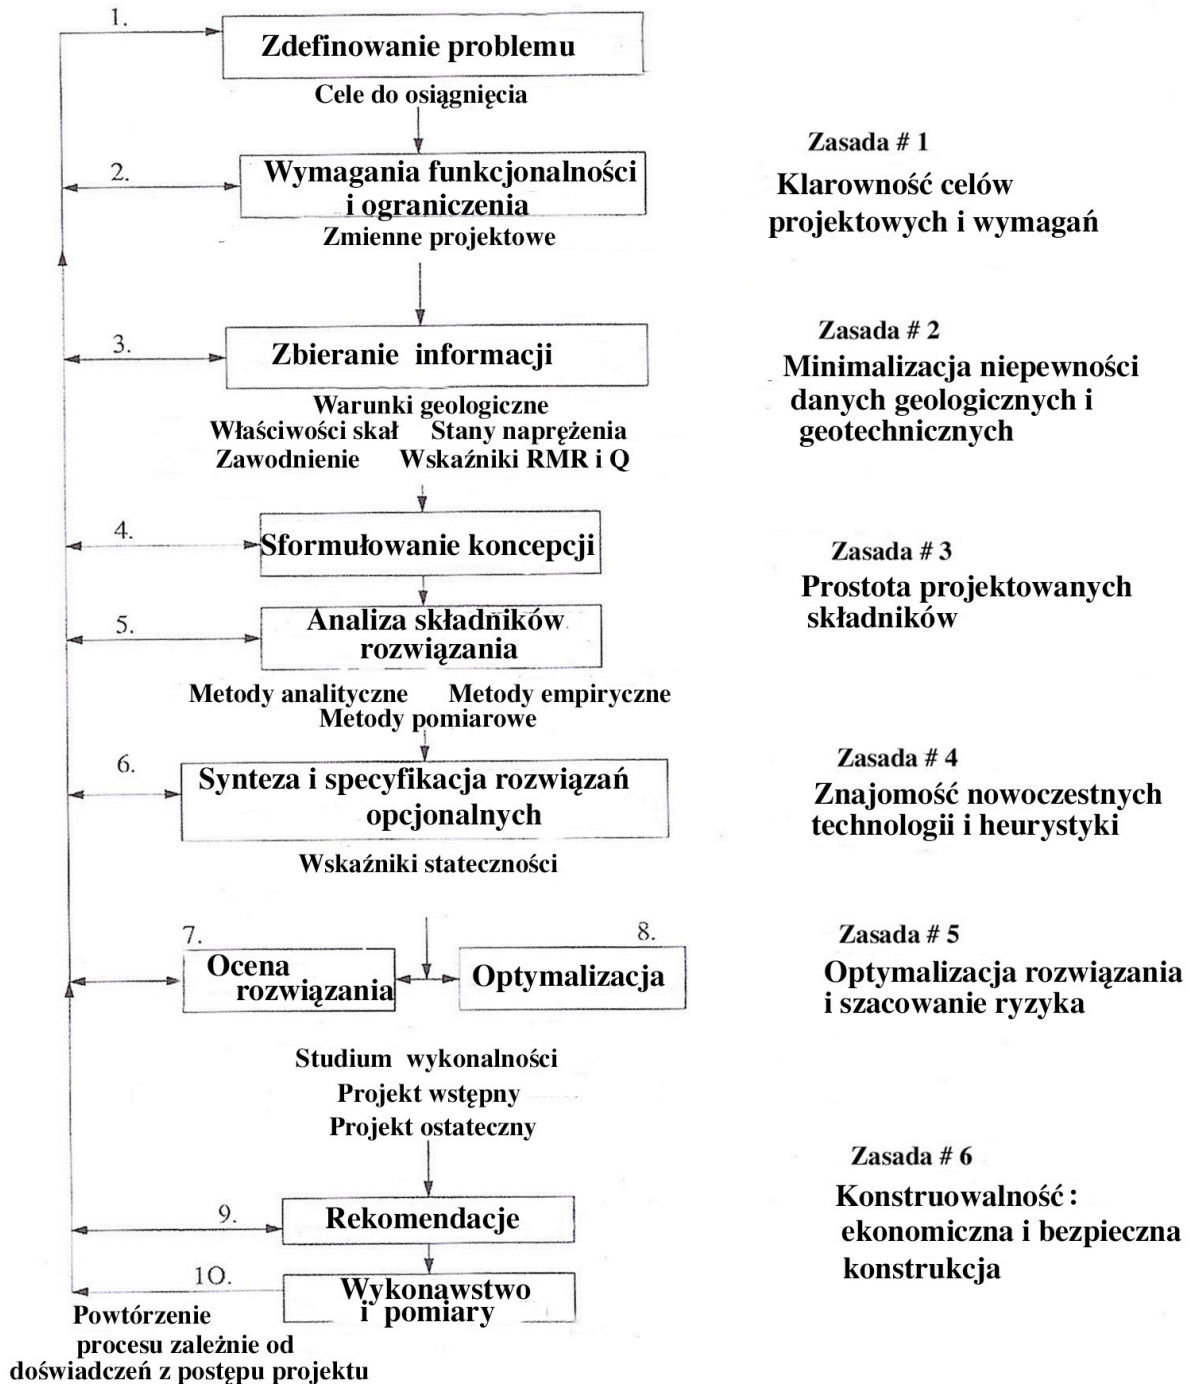 1.
Zdefinowanie problemu
Cele do osiągnięcia
Zasada # 1
2.
Wymagania funkcjonalności
i ograniczenia
Klarowność celów
projektowych i wymagań
Zmienne projektowe
Zasada # 2
3.
Zbieranie informacji
Minimalizacja niepewności
danych geologicznych i
geotechnicznych
Warunki geologiczne
Właściwości skał Stany naprężenia
Zawodnienie Wskaźniki RMR i Q
4.
Sformułowanie koncepcji
Zasada # 3
Prostota projektowanych
składników
5.
Analiza składników
rozwiązania
Metody analityczne Metody empiryczne
Metody pomiarowe
Zasada # 4
6.
Synteza i specyfikacja rozwiązań
opcjonalnych
Znajomość nowoczestnych
technologii i heurystyki
Wskaźniki stateczności
Zasada # 5
7.
Ocena
rozwiązania
8.
Optymalizacja
Optymalizacja rozwiązania
i szacowanie ryzyka
Studium wykonalności
Projekt wstępny
Projekt ostateczny
Zasada # 6
9.
Rekomendacje
Konstruowalność:
ekonomiczna i bezpieczna
konstrukcja
10.
Wykonawstwo
i pomiary
Powtórzenie
procesu zależnie od
doświadczeń z postępu projektu